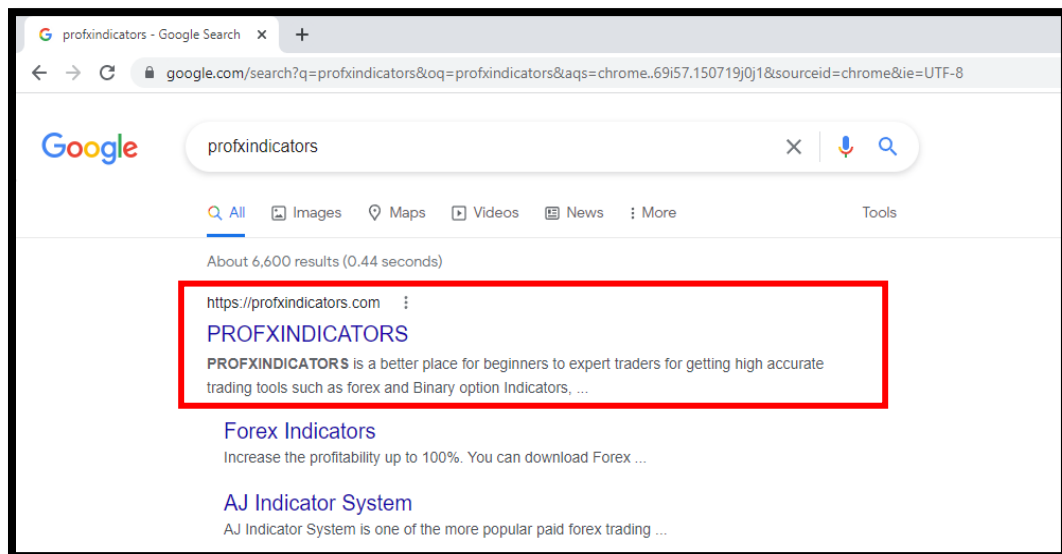 profxindicators - Google Search
google.com/search?q=profxindicators&oq=profxindicators&aqs=chrome..69i57.150719j0j1&sourceid=chrome&ie=UTF-8
Google
profxindicators
All Images Maps Videos News More Tools
About 6,600 results (0.44 seconds)
https://profxindicators.com
PROFXINDICATORS
PROFXINDICATORS is a better place for beginners to expert traders for getting high accurate
trading tools such as forex and Binary option Indicators, ...
Forex Indicators
Increase the profitability up to 100%. You can download Forex ...
AJ Indicator System
AJ Indicator System is one of the more popular paid forex trading ...